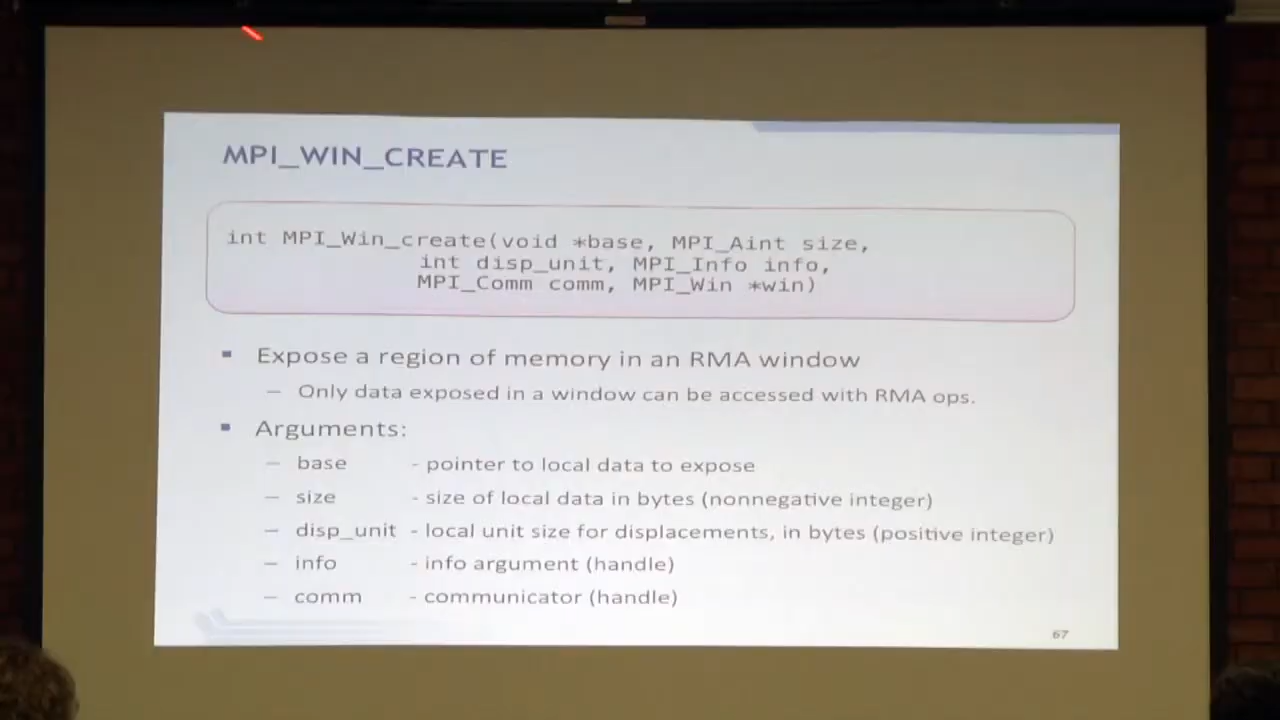 MPI_WIN_CREATE
int MPI_Win_create(void *base, MPI_Aint size,
int disp_unit, MPI_Info info,
MPI_Comm comm, MPI_Win *win)
▪ Expose a region of memory in an RMA window
– Only data exposed in a window can be accessed with RMA ops.
▪ Arguments:
– base - pointer to local data to expose
– size - size of local data in bytes (nonnegative integer)
– disp_unit - local unit size for displacements, in bytes (positive integer)
– info - info argument (handle)
– comm - communicator (handle)
67